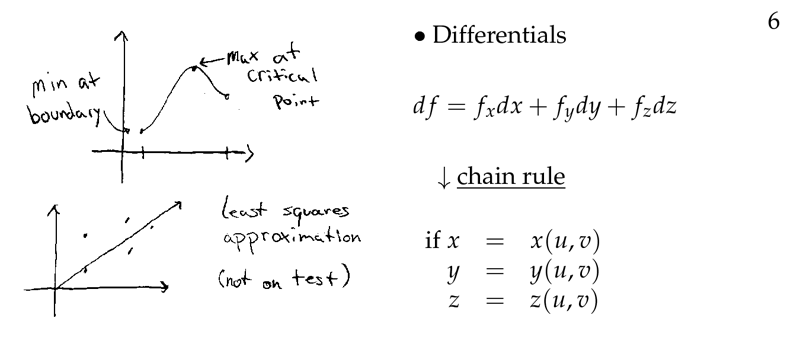 6
min at
boundary
max at
critical
point
least squares
approximation
(not on test)
• Differentials
df = f_x dx + f_y dy + f_z dz
↓ chain rule
if x = x(u, v)
y = y(u, v)
z = z(u, v)